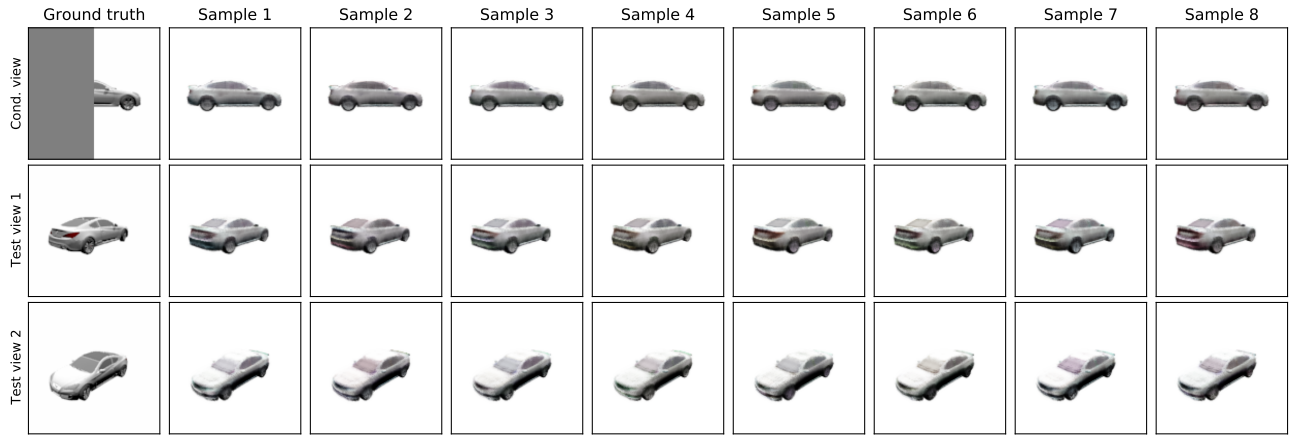 Ground truth Sample 1 Sample 2 Sample 3 Sample 4 Sample 5 Sample 6 Sample 7 Sample 8
Cond. view
Test view 1
Test view 2